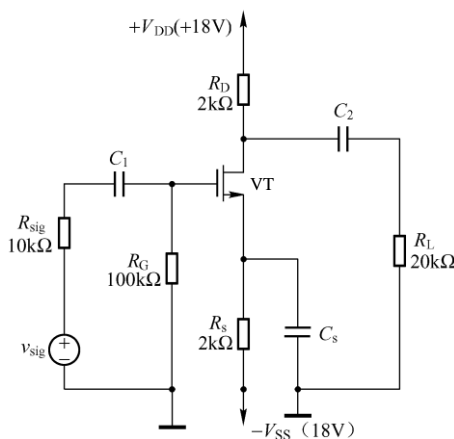 +V_DD(+18V)
R_D
2kΩ
C_2
C_1
VT
R_sig
10kΩ
R_G
100kΩ
R_L
20kΩ
v_sig
+
−
R_s
2kΩ
C_s
−V_SS（18V）